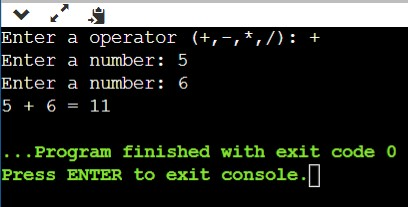 Enter a operator (+,-,*,/): +
Enter a number: 5
Enter a number: 6
5 + 6 = 11
...Program finished with exit code 0
Press ENTER to exit console.